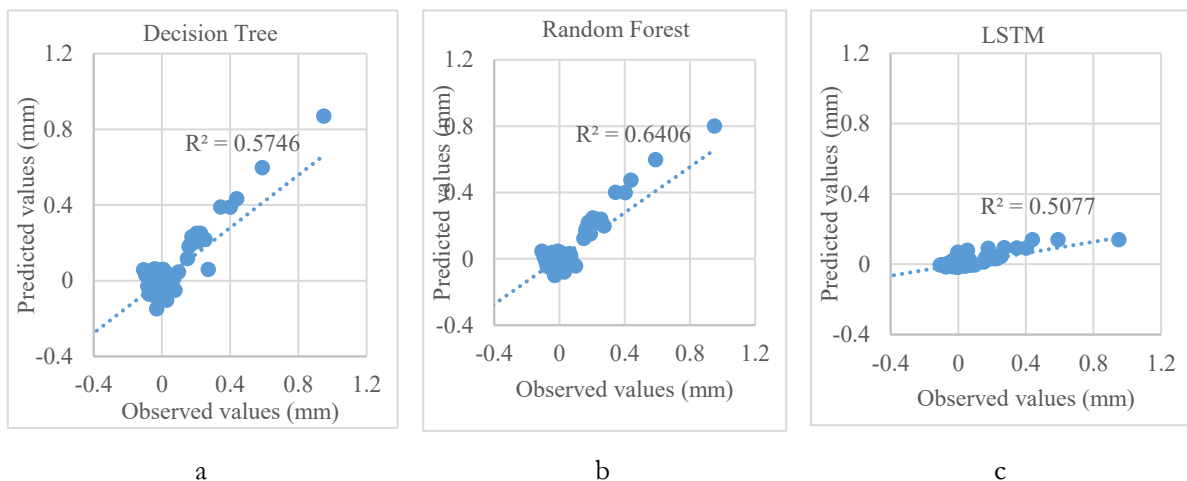 Decision Tree
1.2
0.8
0.4
0
-0.4
-0.4 0 0.4 0.8 1.2
Predicted values (mm)
Observed values (mm)
R² = 0.5746
a
Random Forest
1.2
0.8
0.4
0
-0.4
-0.4 0 0.4 0.8 1.2
Predicted values (mm)
Observed values (mm)
R² = 0.6406
b
LSTM
1.2
0.8
0.4
0
-0.4
-0.4 0 0.4 0.8 1.2
Predicted values (mm)
Observed values (mm)
R² = 0.5077
c